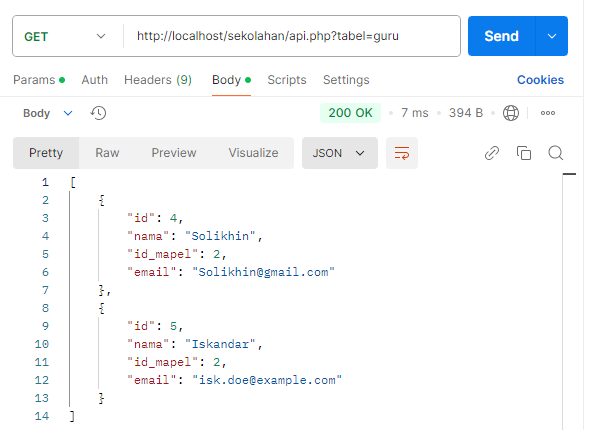 GET http://localhost/sekolahan/api.php?tabel=guru Send
Params Auth Headers (9) Body Scripts Settings Cookies
Body 200 OK 7 ms 394 B
Pretty Raw Preview Visualize JSON
1 [
2 {
3 "id": 4,
4 "nama": "Solikhin",
5 "id_mapel": 2,
6 "email": "Solikhin@gmail.com"
7 },
8 {
9 "id": 5,
10 "nama": "Iskandar",
11 "id_mapel": 2,
12 "email": "isk.doe@example.com"
13 }
14 ]